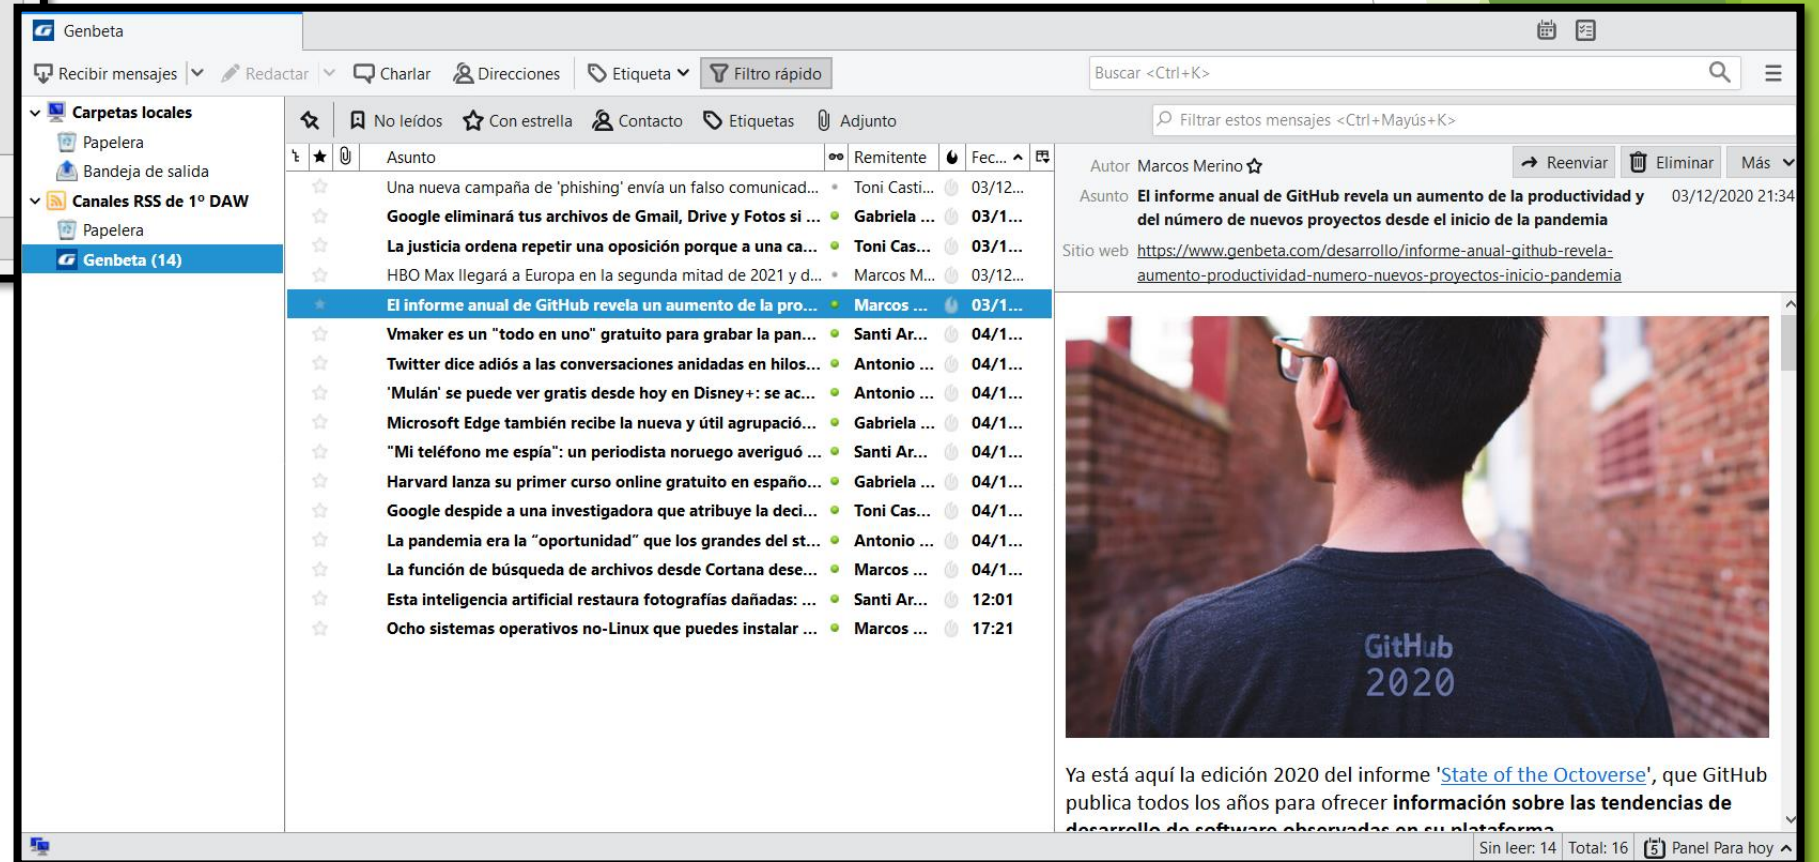 Genbeta
Recibir mensajes Redactar Charlar Direcciones Etiqueta Filtro rápido Buscar <Ctrl+K>
Carpetas locales
Papelera
Bandeja de salida
Canales RSS de 1º DAW
Papelera
Genbeta (14)
No leídos Con estrella Contacto Etiquetas Adjunto Filtrar estos mensajes <Ctrl+Mayús+K>
Asunto Remitente Fec...
Una nueva campaña de 'phishing' envía un falso comunicad... Toni Casti... 03/12...
Google eliminará tus archivos de Gmail, Drive y Fotos si ... Gabriela ... 03/1...
La justicia ordena repetir una oposición porque a una ca... Toni Cas... 03/1...
HBO Max llegará a Europa en la segunda mitad de 2021 y d... Marcos M... 03/12...
El informe anual de GitHub revela un aumento de la pro... Marcos ... 03/1...
Vmaker es un "todo en uno" gratuito para grabar la pan... Santi Ar... 04/1...
Twitter dice adiós a las conversaciones anidadas en hilos... Antonio ... 04/1...
'Mulán' se puede ver gratis desde hoy en Disney+: se ac... Antonio ... 04/1...
Microsoft Edge también recibe la nueva y útil agrupació... Gabriela ... 04/1...
"Mi teléfono me espía": un periodista noruego averiguó ... Santi Ar... 04/1...
Harvard lanza su primer curso online gratuito en españo... Gabriela ... 04/1...
Google despide a una investigadora que atribuye la deci... Toni Cas... 04/1...
La pandemia era la “oportunidad” que los grandes del st... Antonio ... 04/1...
La función de búsqueda de archivos desde Cortana dese... Marcos ... 04/1...
Esta inteligencia artificial restaura fotografías dañadas: ... Santi Ar... 12:01
Ocho sistemas operativos no-Linux que puedes instalar ... Marcos ... 17:21
Autor Marcos Merino Reenviar Eliminar Más
Asunto El informe anual de GitHub revela un aumento de la productividad y 03/12/2020 21:34
del número de nuevos proyectos desde el inicio de la pandemia
Sitio web https://www.genbeta.com/desarrollo/informe-anual-github-revela-
aumento-productividad-numero-nuevos-proyectos-inicio-pandemia
GitHub
2020
Ya está aquí la edición 2020 del informe 'State of the Octoverse', que GitHub
publica todos los años para ofrecer información sobre las tendencias de
desarrollo de software observadas en su plataforma
Sin leer: 14 Total: 16 5 Panel Para hoy